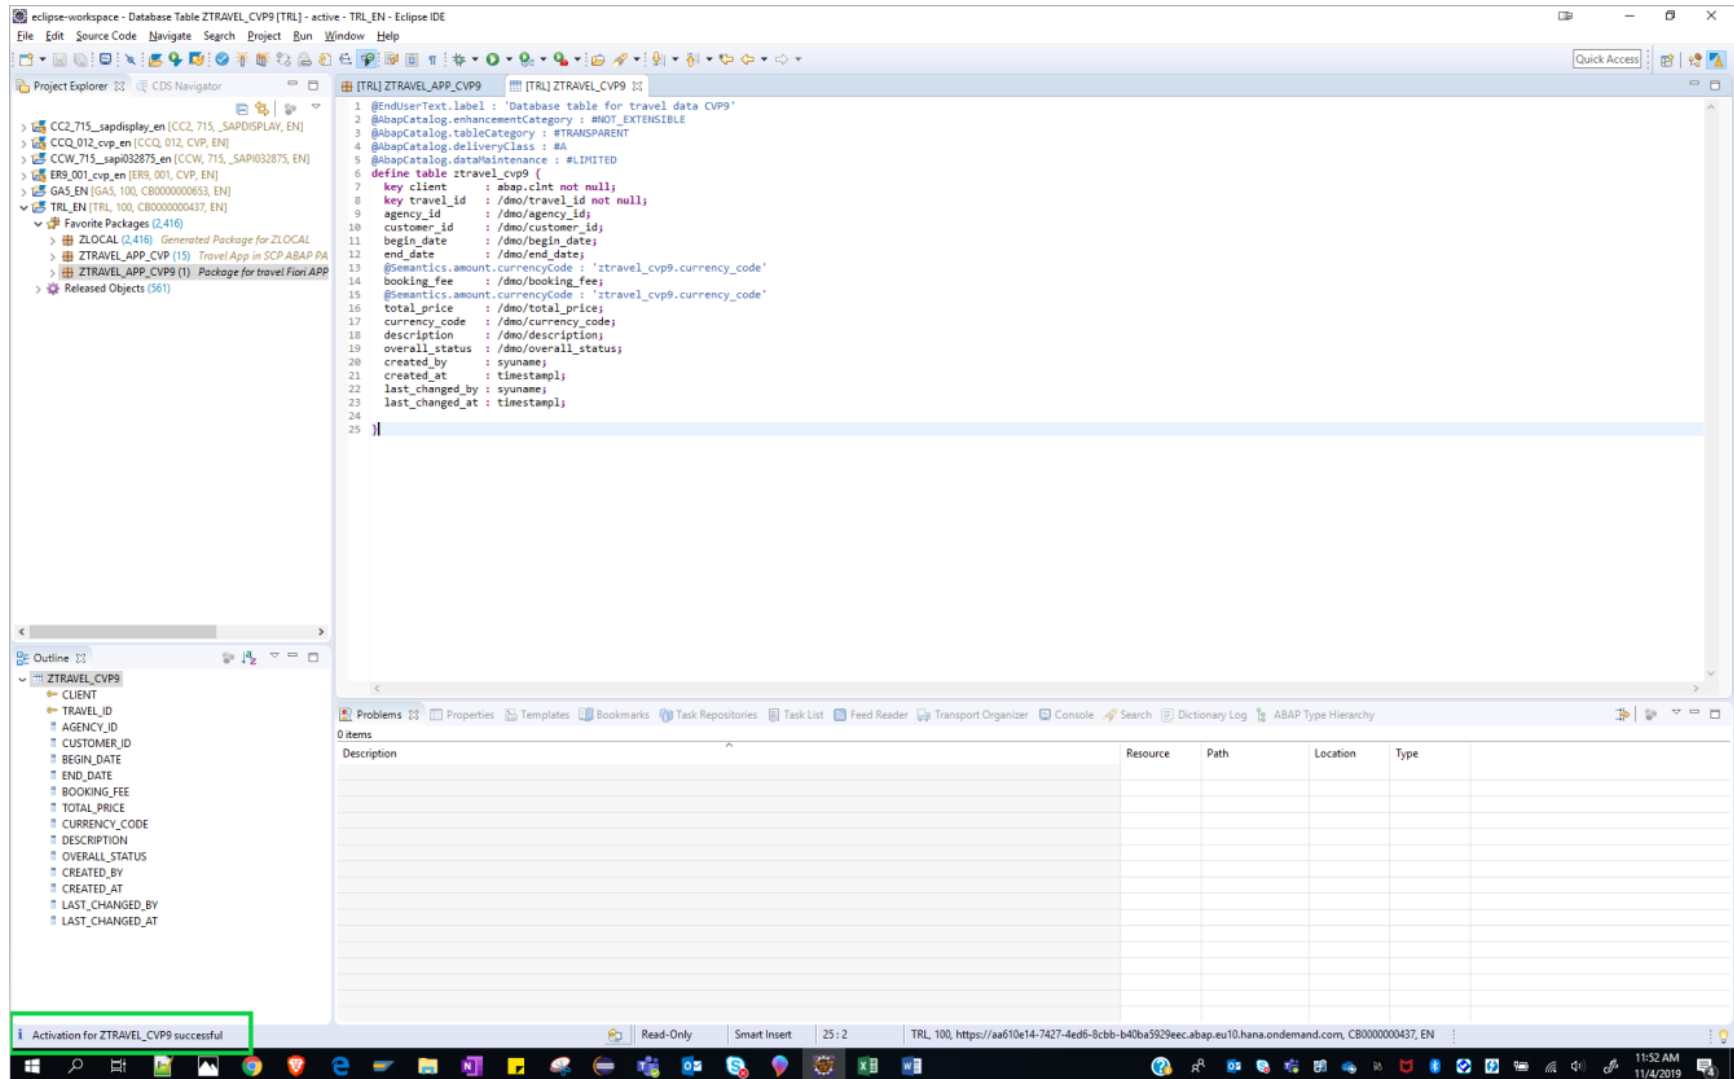 eclipse-workspace - Database Table ZTRAVEL_CVP9 [TRL] - active - TRL_EN - Eclipse IDE
File Edit Source Code Navigate Search Project Run Window Help
Quick Access
Project Explorer CDS Navigator
CC2_715__sapdisplay_en [CC2, 715, _SAPDISPLAY, EN]
CCQ_012_cvp_en [CCQ, 012, CVP, EN]
CCW_715__sapi032875_en [CCW, 715, _SAPI032875, EN]
ER9_001_cvp_en [ER9, 001, CVP, EN]
GA5_EN [GA5, 100, CB0000000653, EN]
TRL_EN [TRL, 100, CB0000000437, EN]
Favorite Packages (2,416)
ZLOCAL (2,416) Generated Package for ZLOCAL
ZTRAVEL_APP_CVP (15) Travel App in SCP ABAP PA
ZTRAVEL_APP_CVP9 (1) Package for travel Fiori APP
Released Objects (561)
[TRL] ZTRAVEL_APP_CVP9 [TRL] ZTRAVEL_CVP9
1 @EndUserText.label : 'Database table for travel data CVP9'
2 @AbapCatalog.enhancementCategory : #NOT_EXTENSIBLE
3 @AbapCatalog.tableCategory : #TRANSPARENT
4 @AbapCatalog.deliveryClass : #A
5 @AbapCatalog.dataMaintenance : #LIMITED
6 define table ztravel_cvp9 {
7 key client : abap.clnt not null;
8 key travel_id : /dmo/travel_id not null;
9 agency_id : /dmo/agency_id;
10 customer_id : /dmo/customer_id;
11 begin_date : /dmo/begin_date;
12 end_date : /dmo/end_date;
13 @Semantics.amount.currencyCode : 'ztravel_cvp9.currency_code'
14 booking_fee : /dmo/booking_fee;
15 @Semantics.amount.currencyCode : 'ztravel_cvp9.currency_code'
16 total_price : /dmo/total_price;
17 currency_code : /dmo/currency_code;
18 description : /dmo/description;
19 overall_status : /dmo/overall_status;
20 created_by : syuname;
21 created_at : timestampl;
22 last_changed_by : syuname;
23 last_changed_at : timestampl;
24
25 }
Outline
ZTRAVEL_CVP9
CLIENT
TRAVEL_ID
AGENCY_ID
CUSTOMER_ID
BEGIN_DATE
END_DATE
BOOKING_FEE
TOTAL_PRICE
CURRENCY_CODE
DESCRIPTION
OVERALL_STATUS
CREATED_BY
CREATED_AT
LAST_CHANGED_BY
LAST_CHANGED_AT
Problems Properties Templates Bookmarks Task Repositories Task List Feed Reader Transport Organizer Console Search Dictionary Log ABAP Type Hierarchy
0 items
Description Resource Path Location Type
Activation for ZTRAVEL_CVP9 successful
Read-Only Smart Insert 25 : 2 TRL, 100, https://aa610e14-7427-4ed6-8cbb-b40ba5929eec.abap.eu10.hana.ondemand.com, CB0000000437, EN
11:52 AM
11/4/2019